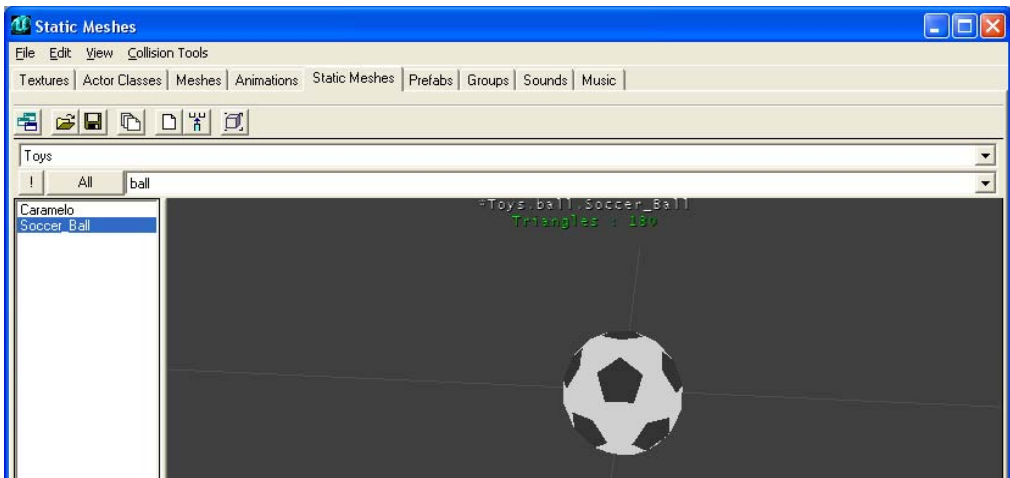 Static Meshes
File Edit View Collision Tools
Textures Actor Classes Meshes Animations Static Meshes Prefabs Groups Sounds Music
Toys
! All ball
Caramelo
Soccer_Ball
Toys.ball.Soccer_Ball
Triangles :